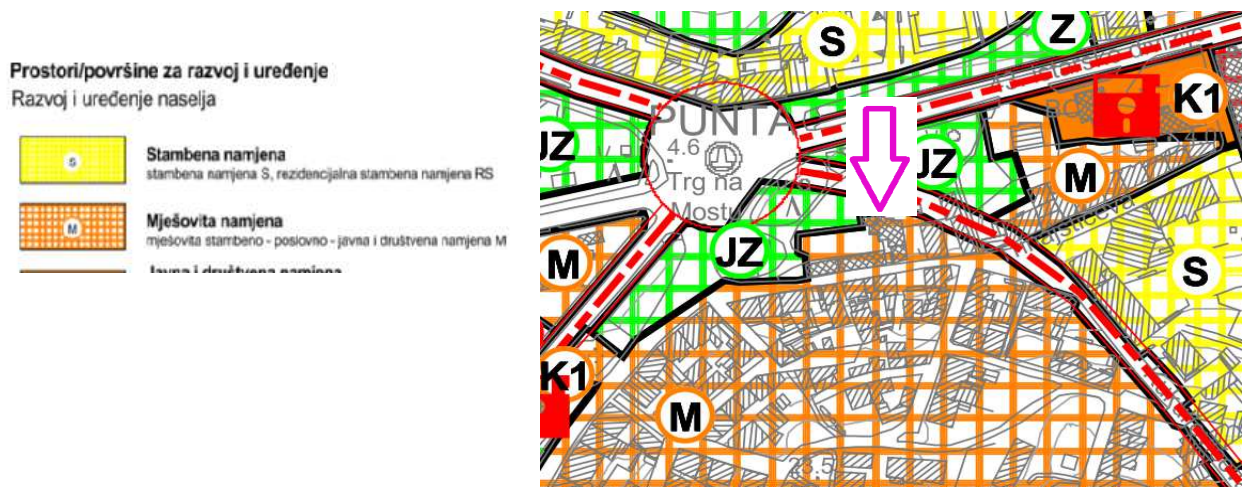 Prostori/površine za razvoj i uređenje
Razvoj i uređenje naselja
S
Stambena namjena
stambena namjena S, rezidencijalna stambena namjena RS
M
Mješovita namjena
mješovita stambeno - poslovno - javna i društvena namjena M
Javna i društvena namjena
S
Z
K1
PUNTA
JZ
4.6
JZ
M
Trg na
Mostu
M
JZ
S
K1
M
23.5